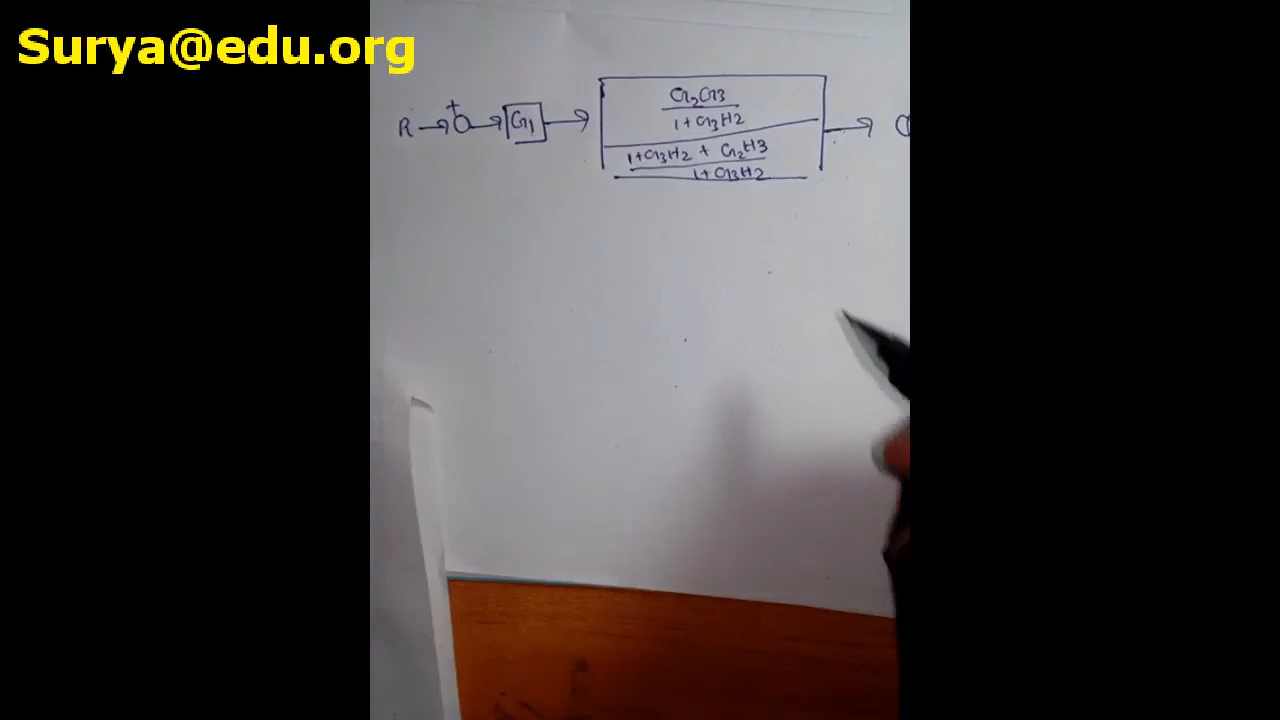 Surya@edu.org
R + G1
G2G3
1+G3H2
1+G3H2 + G2H3
1+G3H2